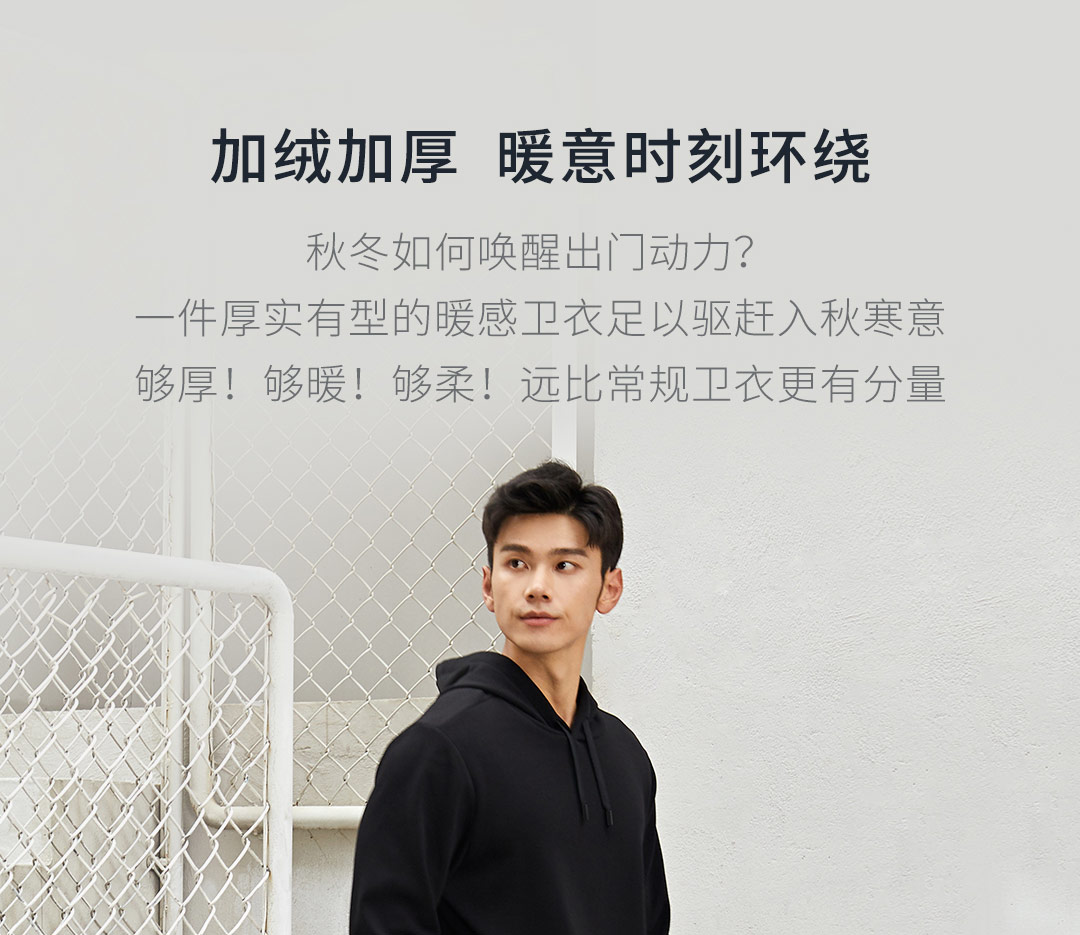 加绒加厚 暖意时刻环绕
秋冬如何唤醒出门动力?
一件厚实有型的暖感卫衣足以驱赶入秋寒意
够厚！够暖！够柔！远比常规卫衣更有分量